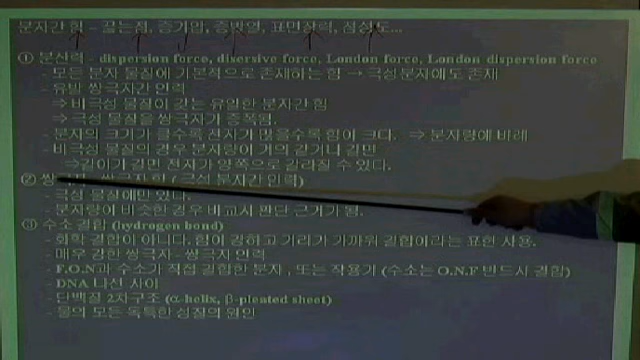 분자간 힘 - 끓는점, 증기압, 증발열, 표면장력, 점성도...
① 분산력 - dispersion force, disersive force, London force, London dispersion force
- 모든 분자 물질에 기본적으로 존재하는 힘 → 극성분자에도 존재
- 유발 쌍극자간 인력
⇒ 비극성 물질이 갖는 유일한 분자간 힘
⇒ 극성 물질을 쌍극자가 중복함.
- 분자의 크기가 클수록 전자가 많을수록 힘이 크다. ⇒ 분자량에 비례
- 비극성 물질의 경우 분자량이 거의 같거나 길면
⇒길이가 길면 전자가 양쪽으로 갈라질 수 있다.
② 쌍극자 - 쌍극자 힘 (극성 분자간 인력)
- 극성 물질에만 있다.
- 분자량이 비슷한 경우 비교시 판단 근거가 됨.
③ 수소결합 (hydrogen bond)
- 화학 결합이 아니다. 힘이 강하고 거리가 가까워 결합이라는 표현 사용.
- 매우 강한 쌍극자 - 쌍극자 인력
- F.O.N과 수소가 직접 결합한 분자 , 또는 작용기 (수소는 O.N.F 반드시 결합)
- DNA 나선 사이
- 단백질 2차구조 (α-helix, β-pleated sheet)
- 물의 모든 독특한 성질의 원인